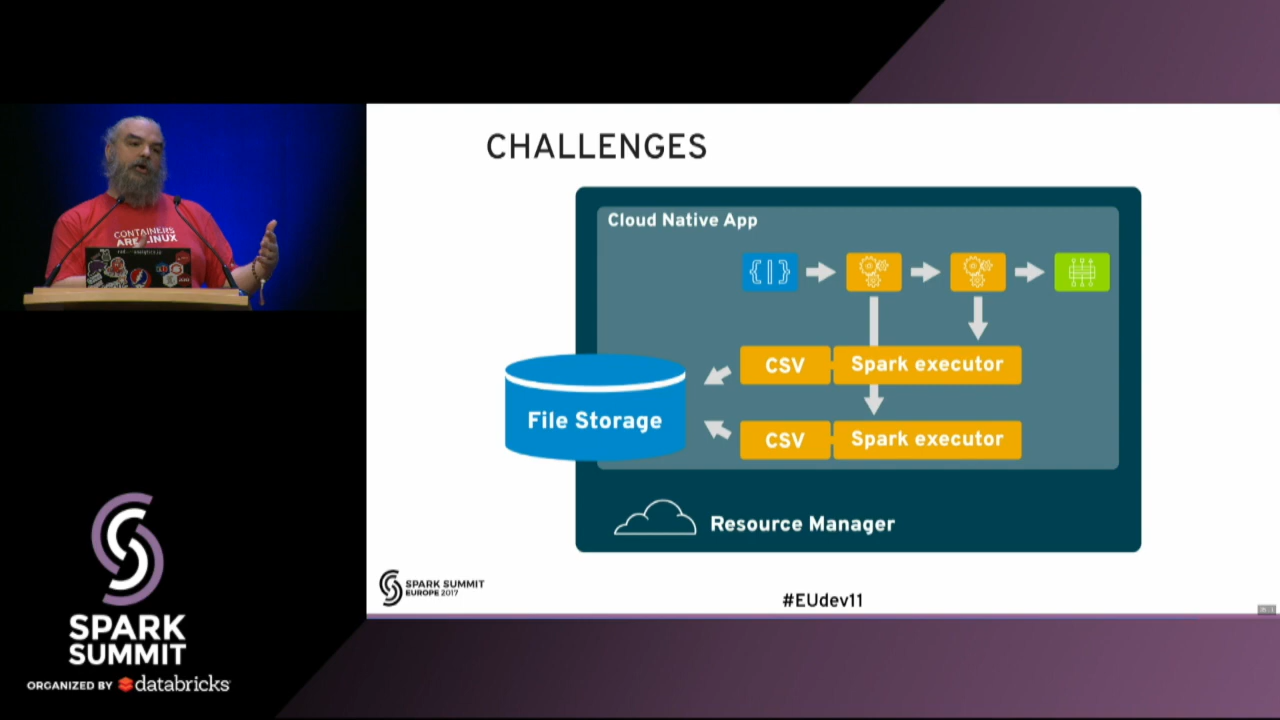 CHALLENGES
Cloud Native App
{|}
CSV
Spark executor
File Storage
CSV
Spark executor
Resource Manager
SPARK SUMMIT
EUROPE 2017
#EUdev11
CONTAINERS
ARE LINUX
SPARK
SUMMIT
ORGANIZED BY databricks